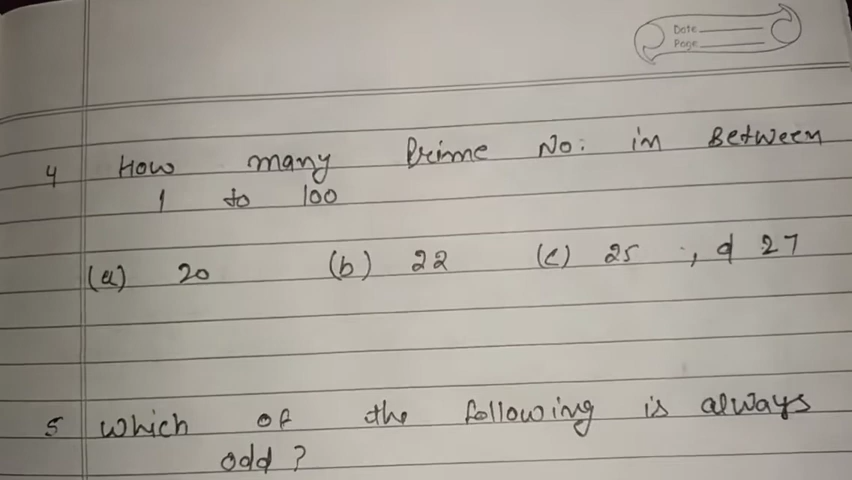 Date
Page
4 How many Prime No: in Between
1 to 100
(a) 20 (b) 22 (c) 25 , d 27
5 which of the following is always
odd?